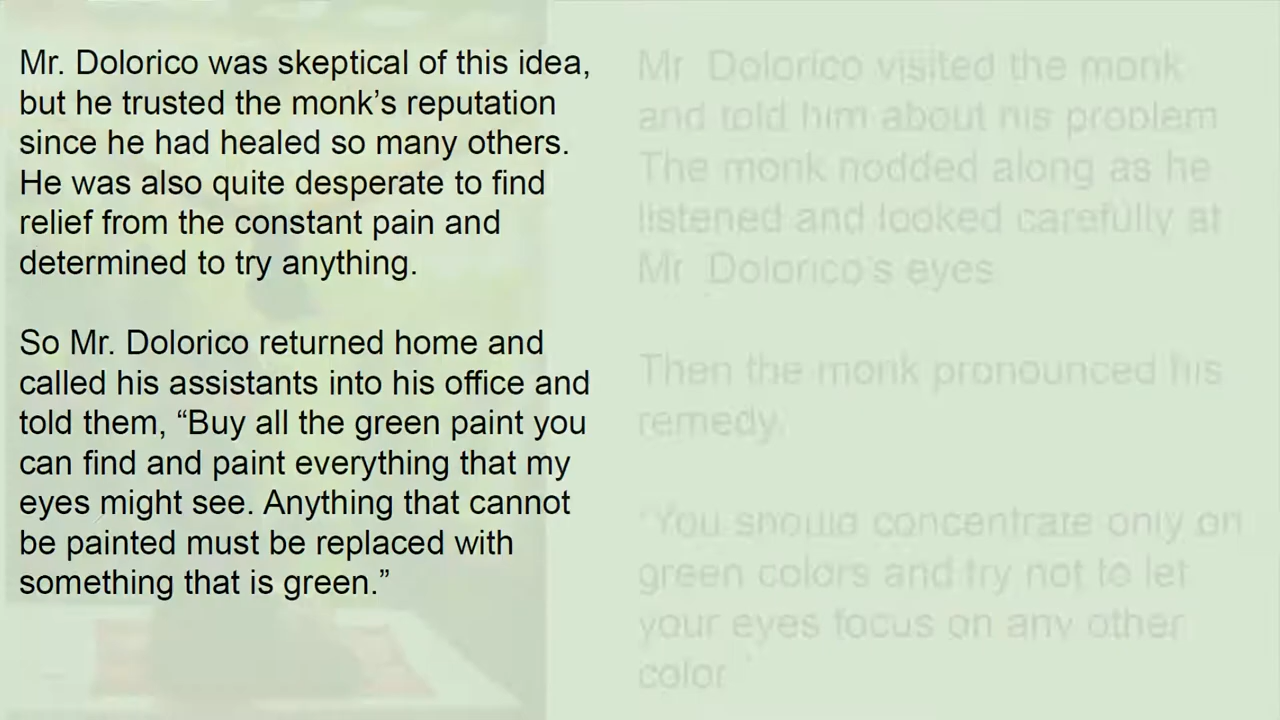 Mr. Dolorico was skeptical of this idea,
but he trusted the monk’s reputation
since he had healed so many others.
He was also quite desperate to find
relief from the constant pain and
determined to try anything.
So Mr. Dolorico returned home and
called his assistants into his office and
told them, “Buy all the green paint you
can find and paint everything that my
eyes might see. Anything that cannot
be painted must be replaced with
something that is green.”
Mr. Dolorico visited the monk
and told him about his problem.
The monk nodded along as he
listened and looked carefully at
Mr. Dolorico's eyes.
Then the monk pronounced his
remedy.
“You should concentrate only on
green colors and try not to let
your eyes focus on any other
color.”